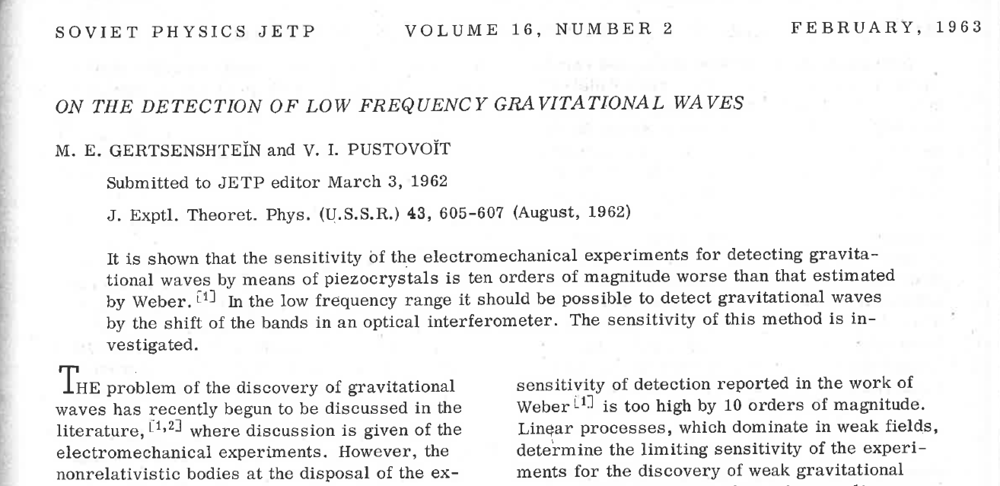 SOVIET PHYSICS JETP VOLUME 16, NUMBER 2 FEBRUARY, 1963
ON THE DETECTION OF LOW FREQUENCY GRAVITATIONAL WAVES
M. E. GERTSENSHTEĬN and V. I. PUSTOVOĬT
Submitted to JETP editor March 3, 1962
J. Exptl. Theoret. Phys. (U.S.S.R.) 43, 605-607 (August, 1962)
It is shown that the sensitivity of the electromechanical experiments for detecting gravita-
tional waves by means of piezocrystals is ten orders of magnitude worse than that estimated
by Weber. [1] In the low frequency range it should be possible to detect gravitational waves
by the shift of the bands in an optical interferometer. The sensitivity of this method is in-
vestigated.
THE problem of the discovery of gravitational
waves has recently begun to be discussed in the
literature, [1,2] where discussion is given of the
electromechanical experiments. However, the
nonrelativistic bodies at the disposal of the ex-
sensitivity of detection reported in the work of
Weber [1] is too high by 10 orders of magnitude.
Linear processes, which dominate in weak fields,
determine the limiting sensitivity of the experi-
ments for the discovery of weak gravitational